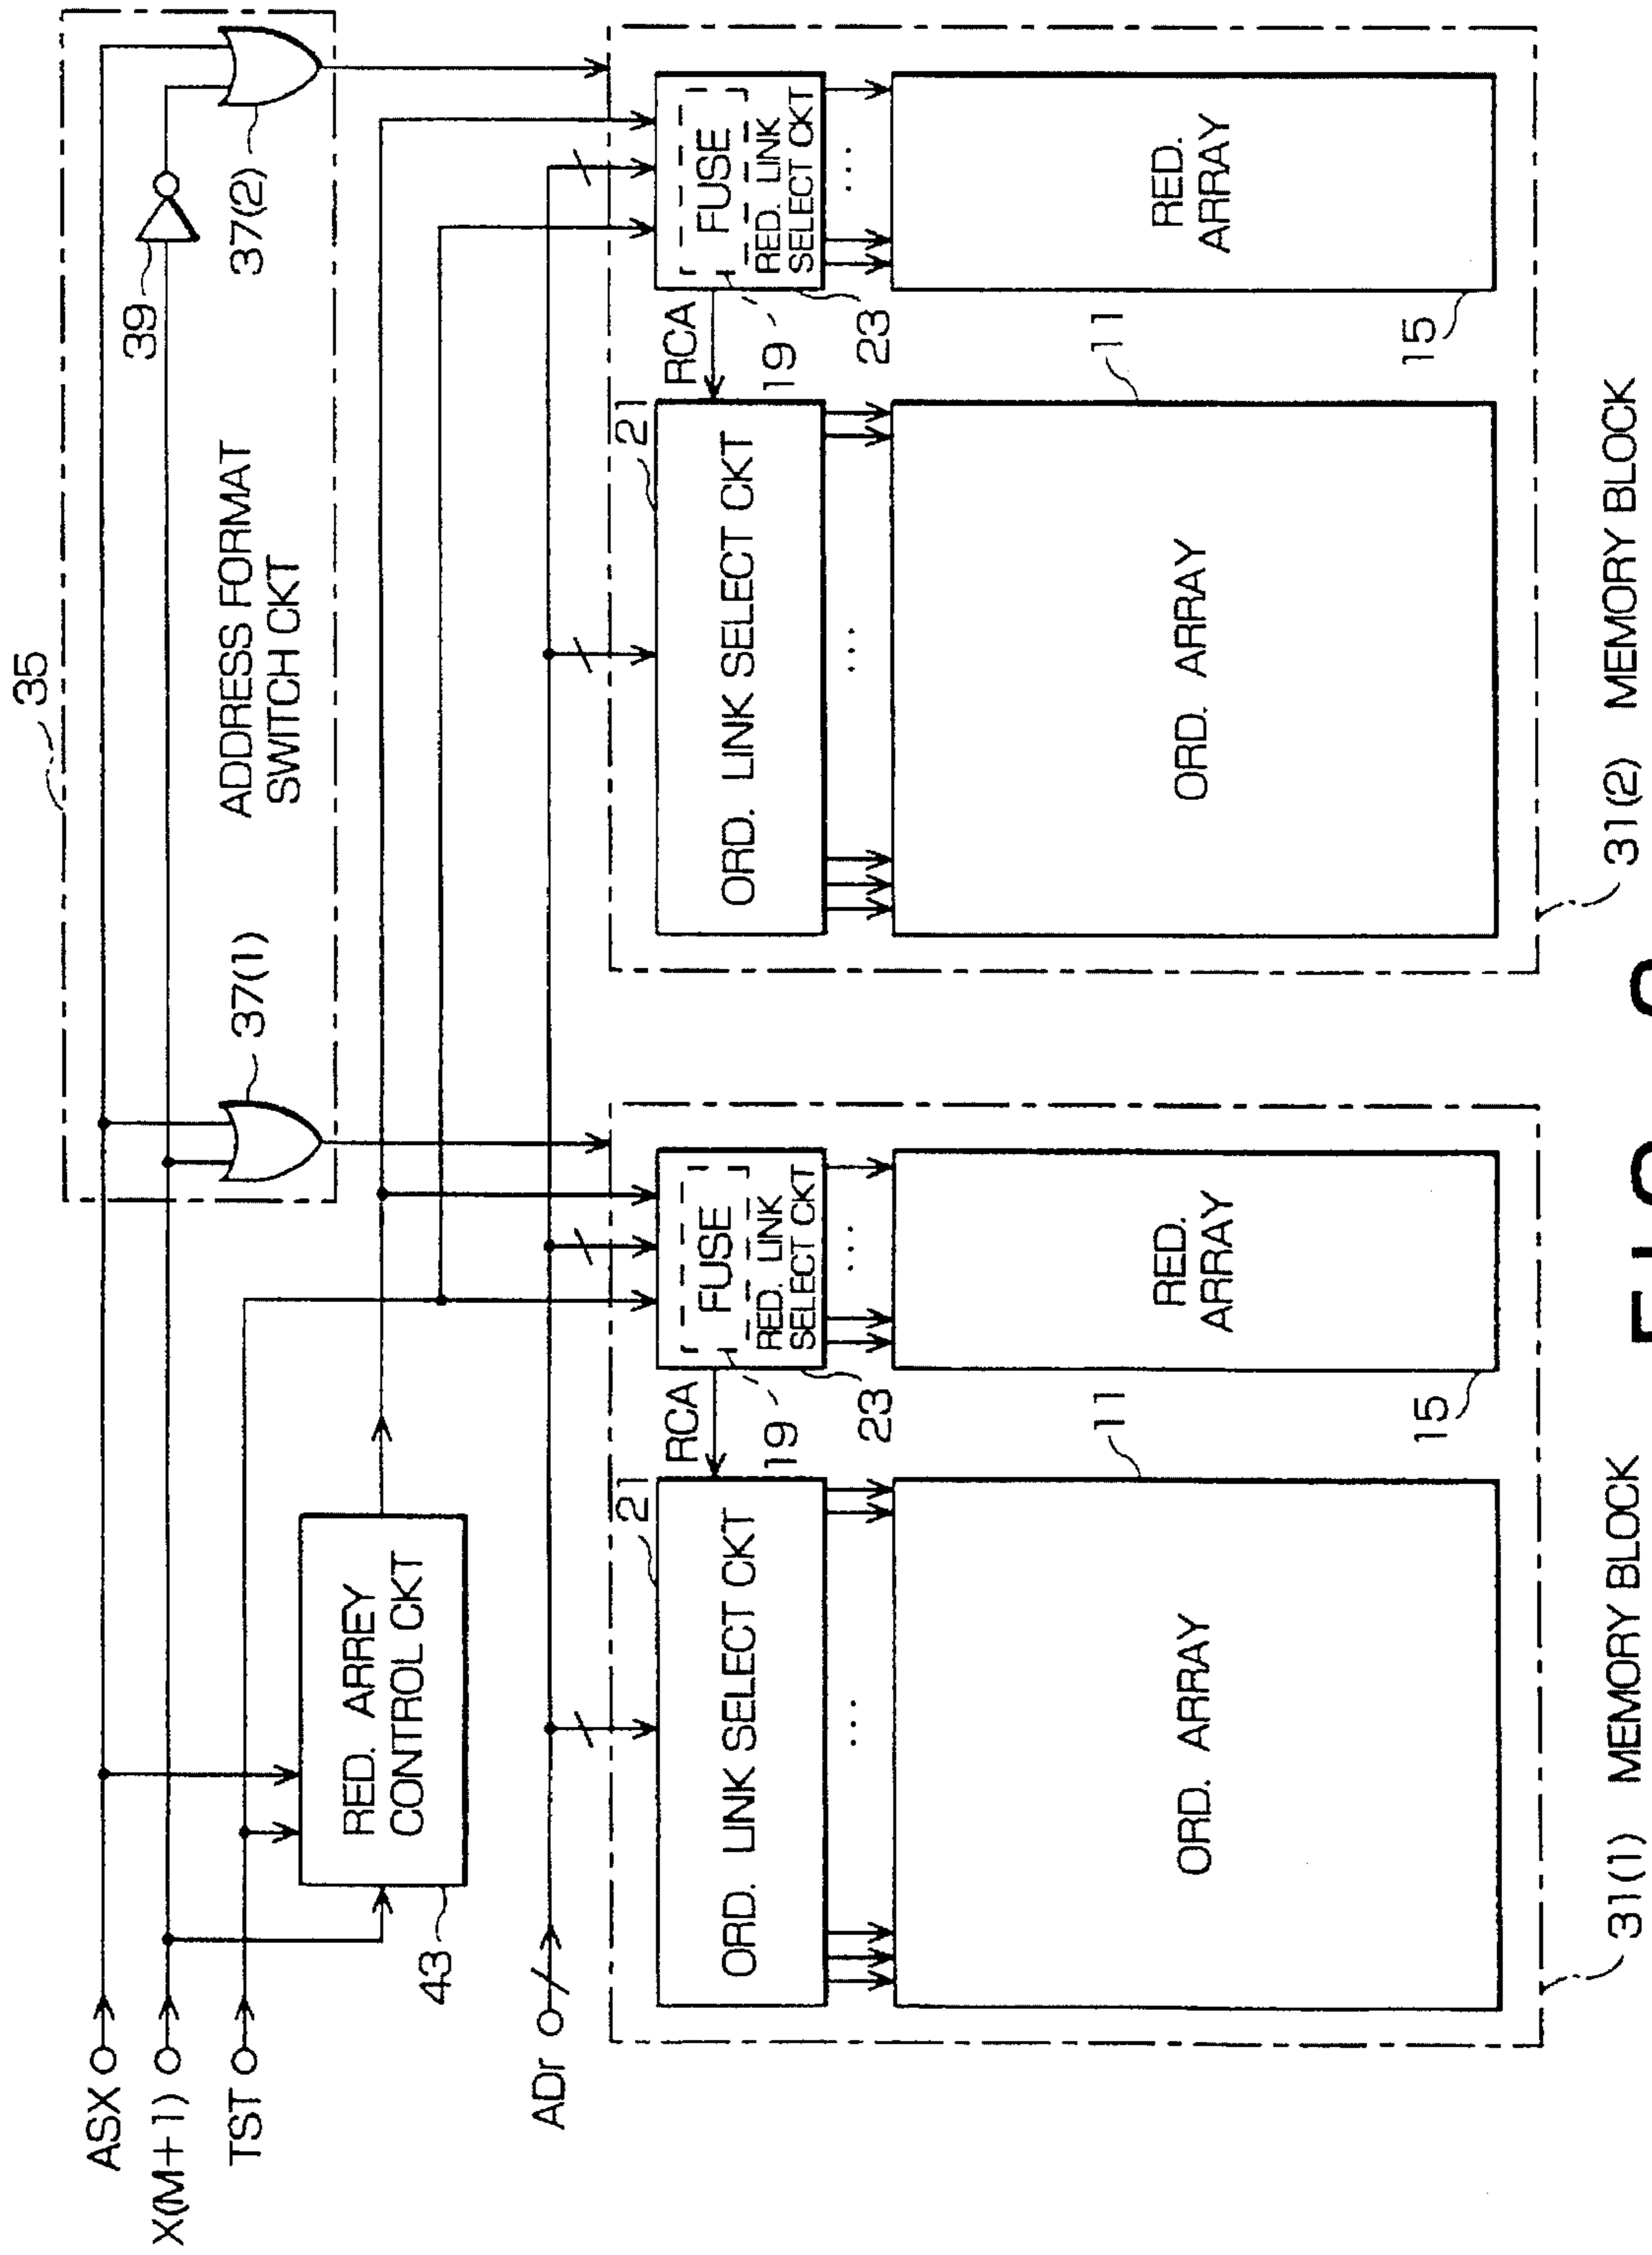 35
ASX
X(M+1)
TST
ADr
37(1)
39
37(2)
ADDRESS FORMAT
SWITCH CKT
RED. ARREY
CONTROL CKT
43
21
ORD. LINK SELECT CKT
RCA
19
23
FUSE
RED. LINK
SELECT CKT
...
...
11
ORD. ARRAY
15
RED.
ARRAY
31(1) MEMORY BLOCK
21
ORD. LINK SELECT CKT
RCA
19
23
FUSE
RED. LINK
SELECT CKT
...
...
11
ORD. ARRAY
15
RED.
ARRAY
31(2) MEMORY BLOCK